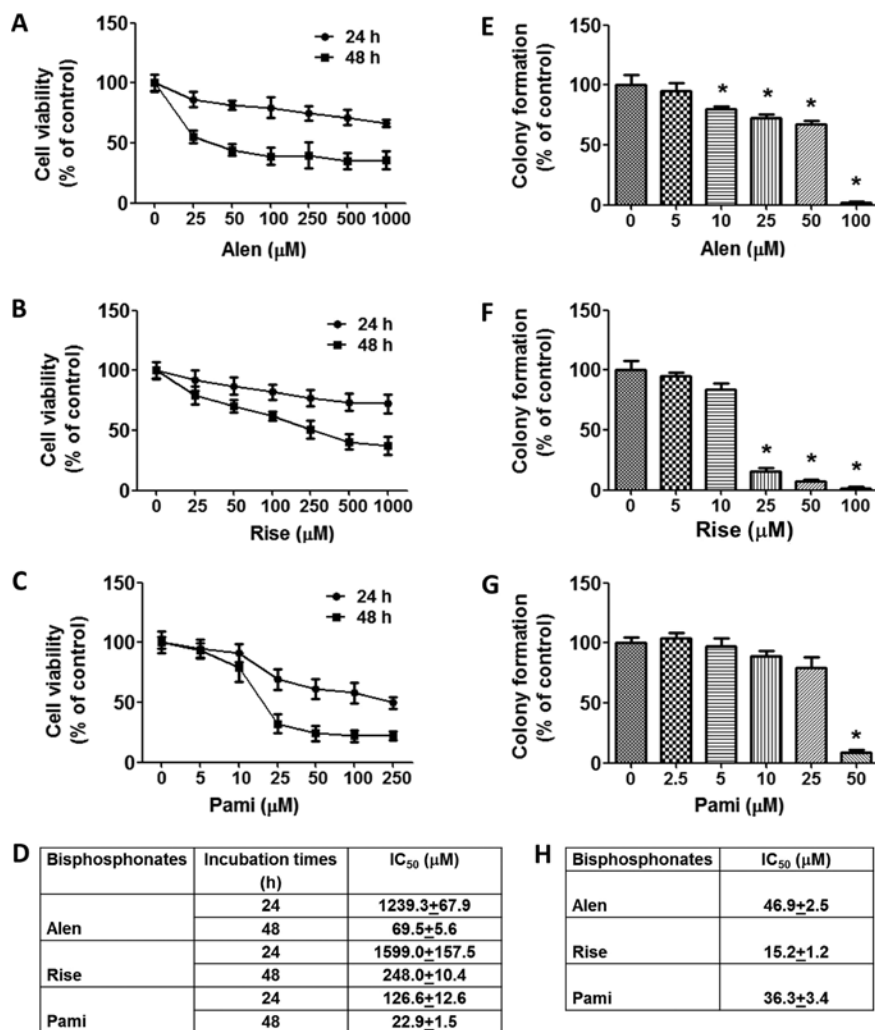 A
150
100
50
0
Cell viability
(% of control)
24 h
48 h
0 25 50 100 250 500 1000
Alen (μM)
E
150
100
50
0
Colony formation
(% of control)
* * * *
0 5 10 25 50 100
Alen (μM)
B
150
100
50
0
Cell viability
(% of control)
24 h
48 h
0 25 50 100 250 500 1000
Rise (μM)
F
150
100
50
0
Colony formation
(% of control)
* * *
0 5 10 25 50 100
Rise (μM)
C
150
100
50
0
Cell viability
(% of control)
24 h
48 h
0 5 10 25 50 100 250
Pami (μM)
G
150
100
50
0
Colony formation
(% of control)
*
0 2.5 5 10 25 50
Pami (μM)
D
Bisphosphonates Incubation times IC50 (μM)
(h)
24 1239.3±67.9
Alen 48 69.5±5.6
24 1599.0±157.5
Rise 48 248.0±10.4
24 126.6±12.6
Pami 48 22.9±1.5
H
Bisphosphonates IC50 (μM)
Alen 46.9±2.5
Rise 15.2±1.2
Pami 36.3±3.4